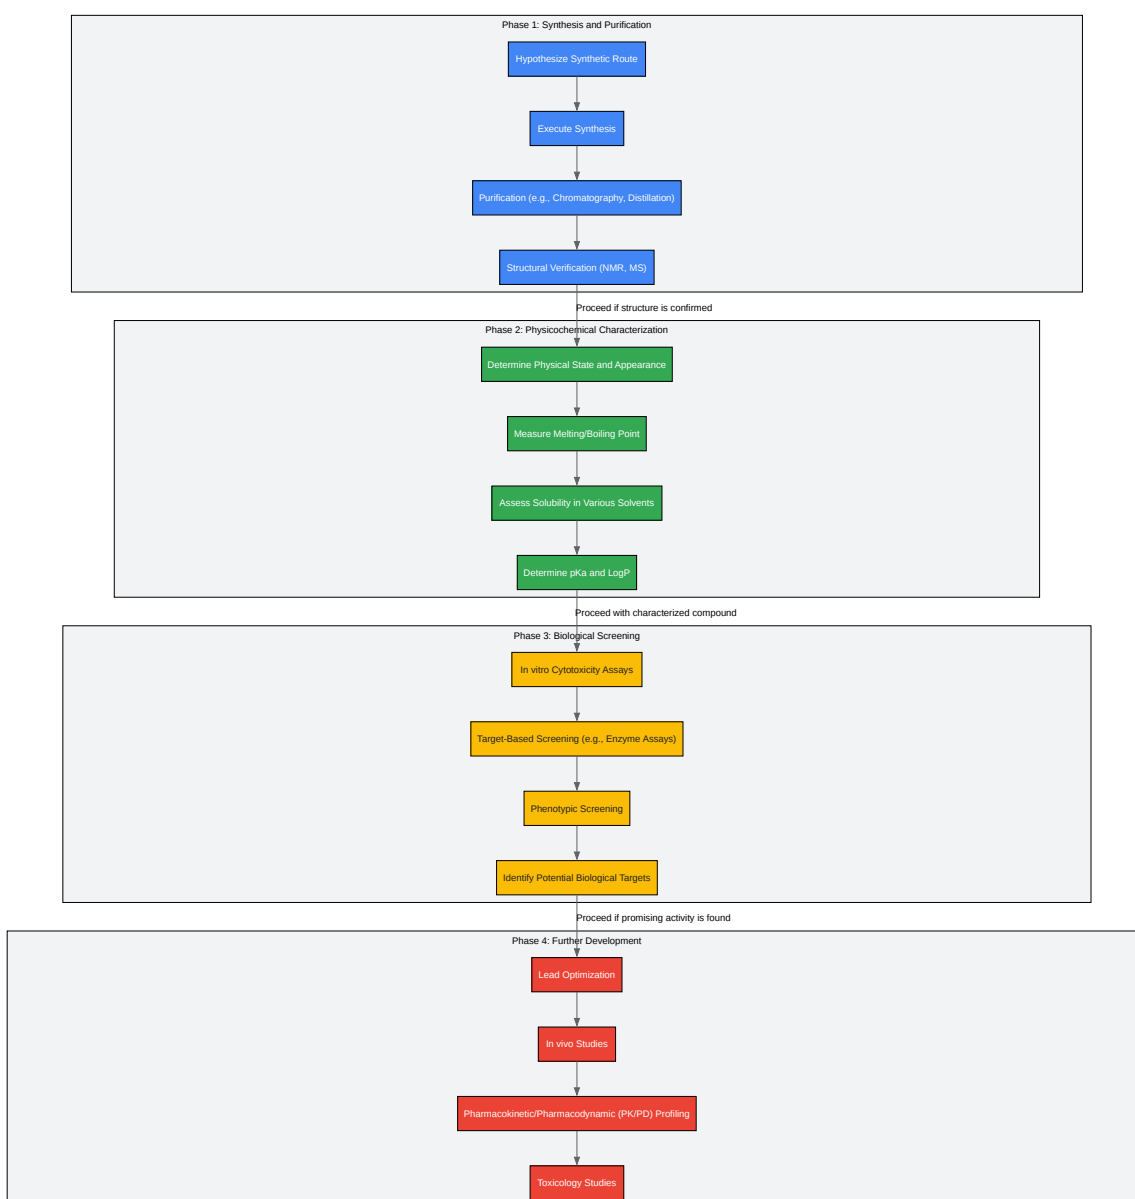 Phase 1: Synthesis and Purification
Hypothesize Synthetic Route
Execute Synthesis
Purification (e.g., Chromatography, Distillation)
Structural Verification (NMR, MS)
Proceed if structure is confirmed
Phase 2: Physicochemical Characterization
Determine Physical State and Appearance
Measure Melting/Boiling Point
Assess Solubility in Various Solvents
Determine pKa and LogP
Proceed with characterized compound
Phase 3: Biological Screening
In vitro Cytotoxicity Assays
Target-Based Screening (e.g., Enzyme Assays)
Phenotypic Screening
Identify Potential Biological Targets
Proceed if promising activity is found
Phase 4: Further Development
Lead Optimization
In vivo Studies
Pharmacokinetic/Pharmacodynamic (PK/PD) Profiling
Toxicology Studies